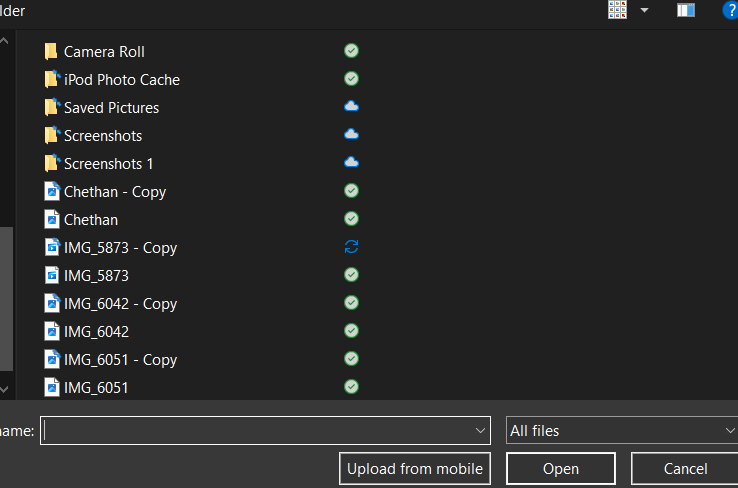 lder
Camera Roll
iPod Photo Cache
Saved Pictures
Screenshots
Screenshots 1
Chethan - Copy
Chethan
IMG_5873 - Copy
IMG_5873
IMG_6042 - Copy
IMG_6042
IMG_6051 - Copy
IMG_6051
name: All files
Upload from mobile Open Cancel